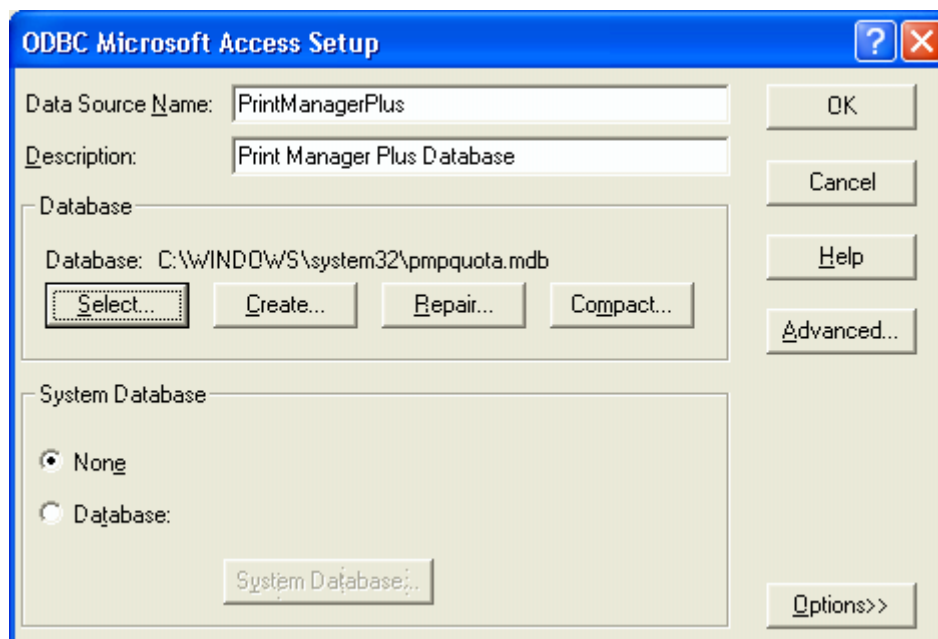 ODBC Microsoft Access Setup
Data Source Name: PrintManagerPlus
OK
Description: Print Manager Plus Database
Cancel
Database
Database: C:\WINDOWS\system32\pmpquota.mdb
Help
Select... Create... Repair... Compact...
Advanced...
System Database
None
Database:
System Database...
Options>>